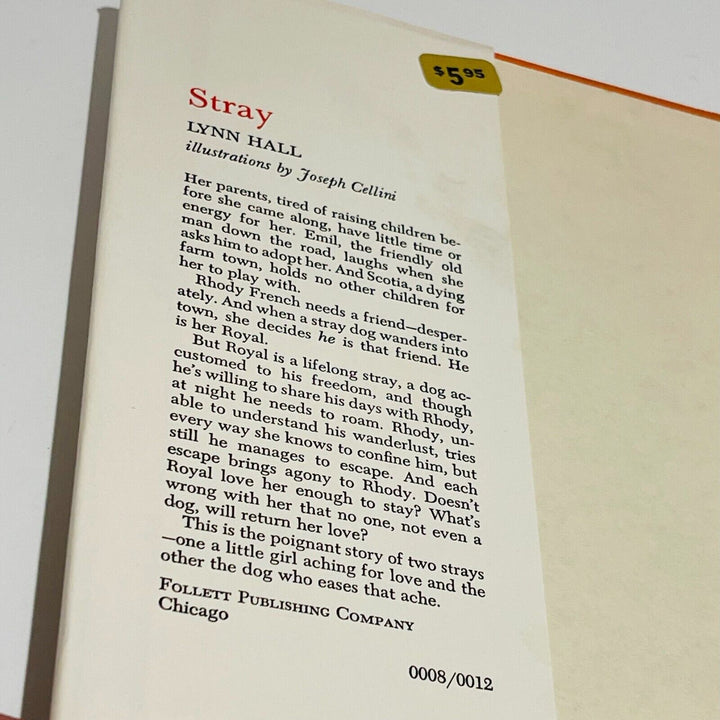 $5.95
Stray
LYNN HALL
illustrations by Joseph Cellini
Her parents, tired of raising children be-
fore she came along, have little time or
energy for her. Emil, the friendly old
man down the road, laughs when she
asks him to adopt her. And Scotia, a dying
farm town, holds no other children for
her to play with.
Rhody French needs a friend—desper-
ately. And when a stray dog wanders into
town, she decides he is that friend. He
is her Royal.
But Royal is a lifelong stray, a dog ac-
customed to his freedom, and though
he's willing to share his days with Rhody,
at night he needs to roam. Rhody, un-
able to understand his wanderlust, tries
every way she knows to confine him, but
still he manages to escape. And each
escape brings agony to Rhody. Doesn't
Royal love her enough to stay? What's
wrong with her that no one, not even a
dog, will return her love?
This is the poignant story of two strays
—one a little girl aching for love and the
other the dog who eases that ache.
FOLLETT PUBLISHING COMPANY
Chicago
0008/0012